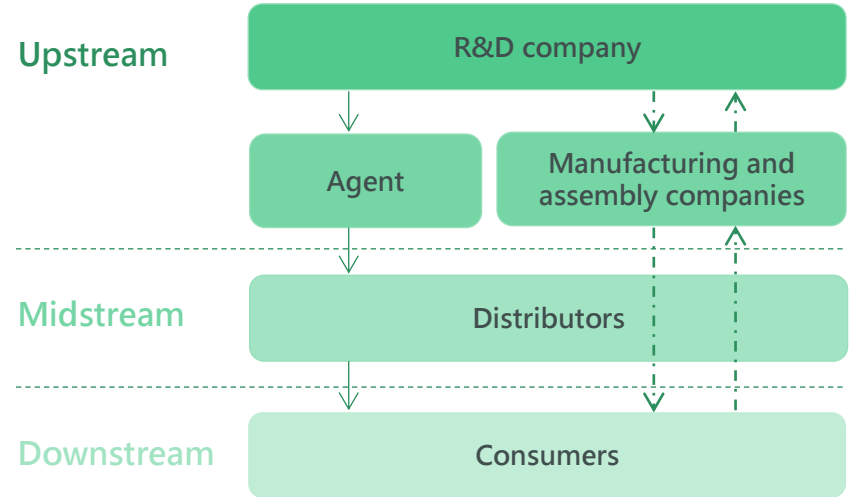 Upstream
R&D company
Agent
Manufacturing and
assembly companies
Midstream
Distributors
Downstream
Consumers